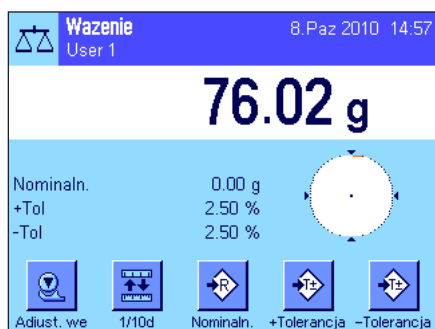 Wazenie 8.Paz 2010 14:57
User 1
76.02 g
Nominaln. 0.00 g
+Tol 2.50 %
-Tol 2.50 %
R T± T±
Adjust. we 1/10d Nominaln. +Tolerancja −Tolerancja